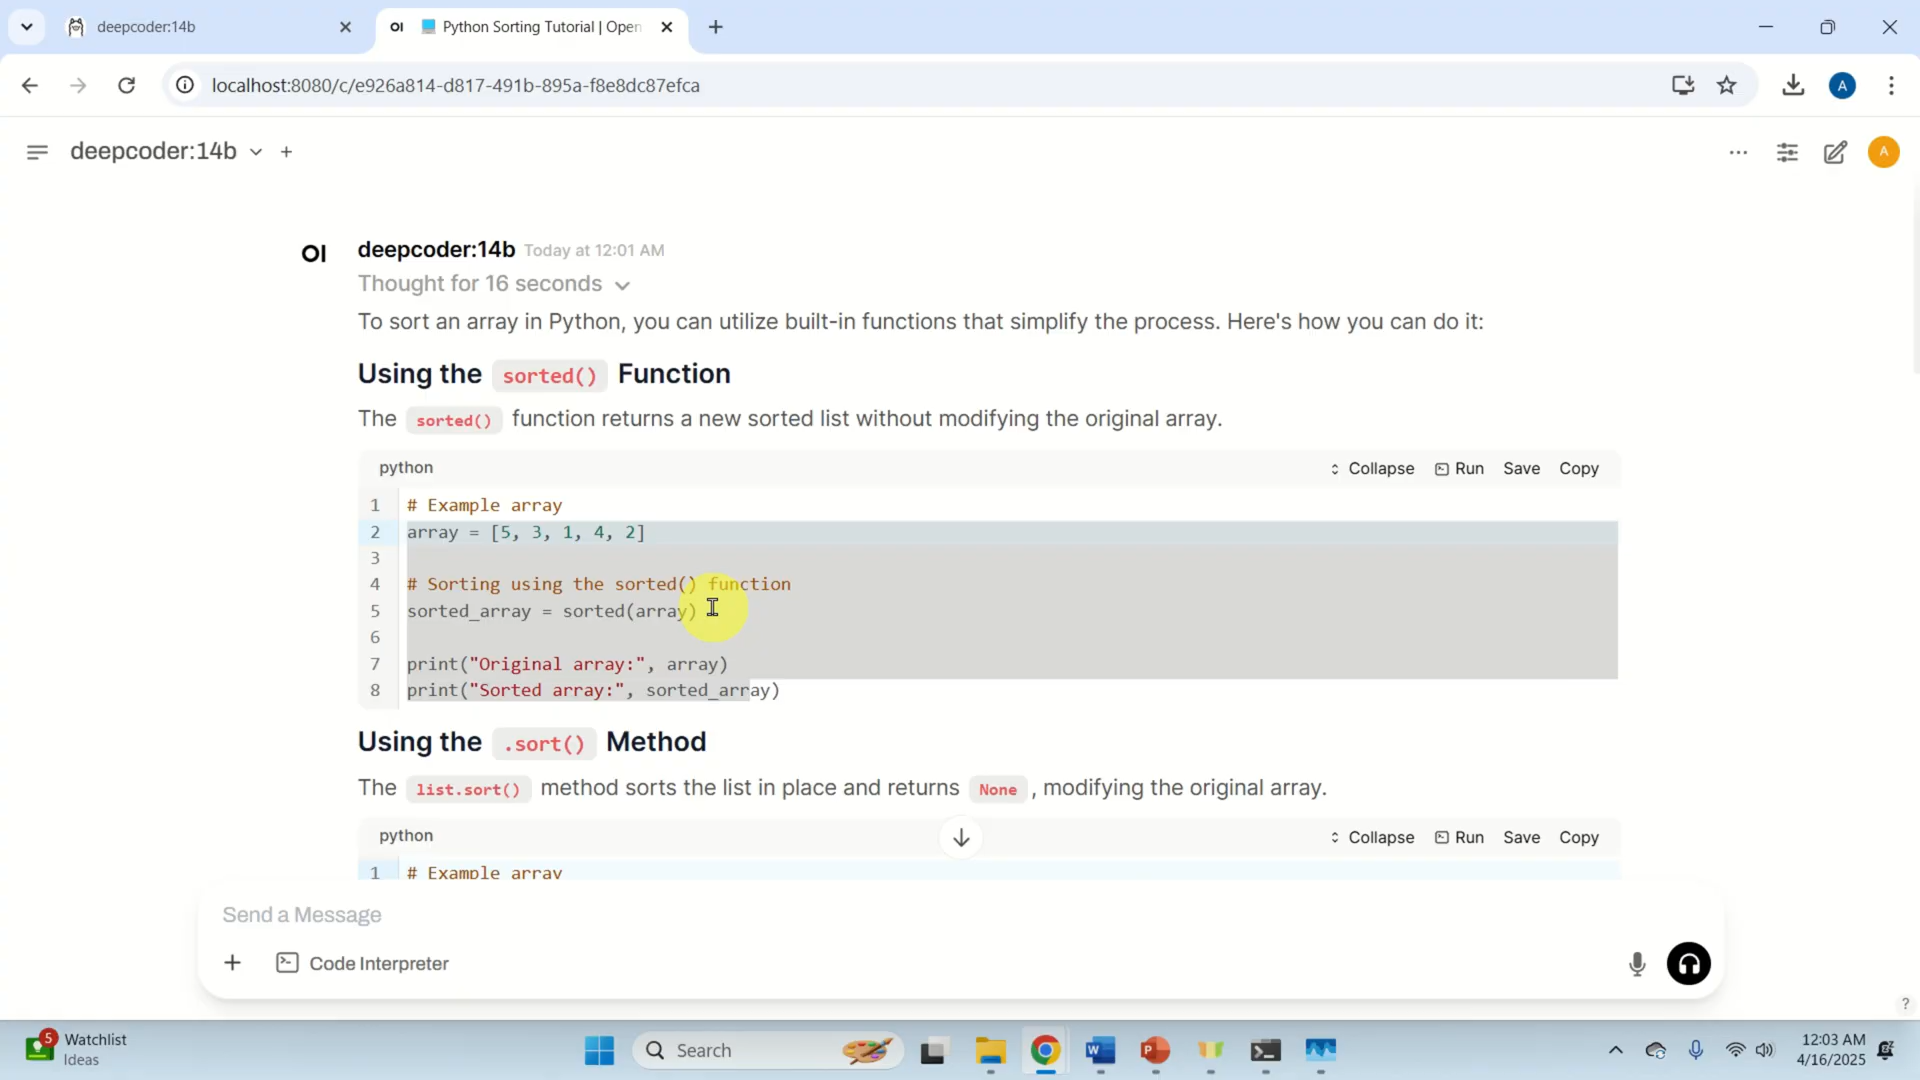 deepcoder:14b
OI
Python Sorting Tutorial | Open
localhost:8080/c/e926a814-d817-491b-895a-f8e8dc87efca
A
deepcoder:14b
A
OI
deepcoder:14b Today at 12:01 AM
Thought for 16 seconds
To sort an array in Python, you can utilize built-in functions that simplify the process. Here's how you can do it:
Using the sorted() Function
The sorted() function returns a new sorted list without modifying the original array.
python Collapse Run Save Copy
1 # Example array
2 array = [5, 3, 1, 4, 2]
3
4 # Sorting using the sorted() function
5 sorted_array = sorted(array)
6
7 print("Original array:", array)
8 print("Sorted array:", sorted_array)
Using the .sort() Method
The list.sort() method sorts the list in place and returns None , modifying the original array.
python Collapse Run Save Copy
1 # Example array
Send a Message
Code Interpreter
?
5 Watchlist
Ideas
Search
12:03 AM
4/16/2025